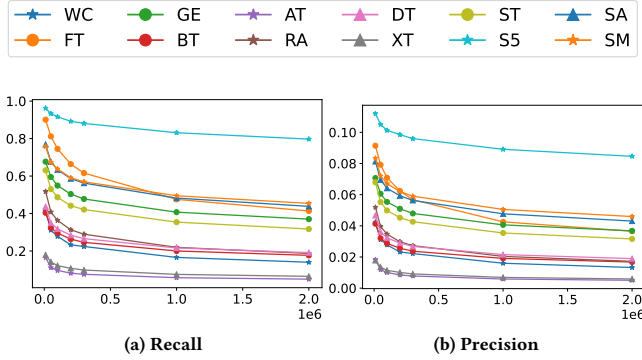 WC GE AT DT ST SA
FT BT RA XT S5 SM
1.0
0.8
0.6
0.4
0.2
0.0 0.5 1.0 1.5 2.0
1e6
(a) Recall
0.10
0.08
0.06
0.04
0.02
0.00
0.0 0.5 1.0 1.5 2.0
1e6
(b) Precision